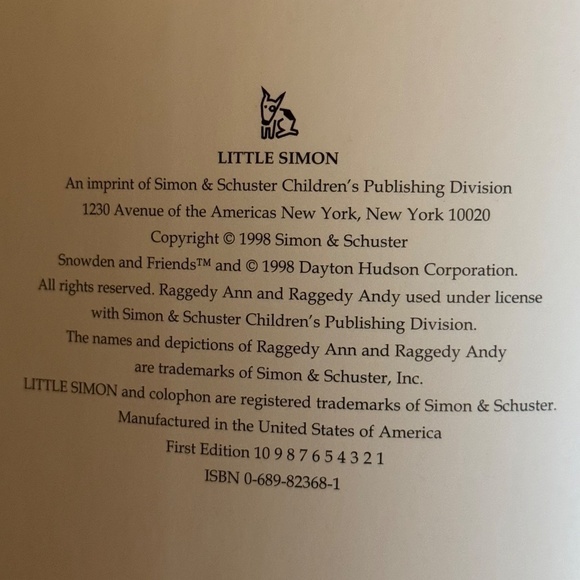 LITTLE SIMON
An imprint of Simon & Schuster Children's Publishing Division
1230 Avenue of the Americas New York, New York 10020
Copyright © 1998 Simon & Schuster
Snowden and Friends™ and © 1998 Dayton Hudson Corporation.
All rights reserved. Raggedy Ann and Raggedy Andy used under license
with Simon & Schuster Children's Publishing Division.
The names and depictions of Raggedy Ann and Raggedy Andy
are trademarks of Simon & Schuster, Inc.
LITTLE SIMON and colophon are registered trademarks of Simon & Schuster.
Manufactured in the United States of America
First Edition 10 9 8 7 6 5 4 3 2 1
ISBN 0-689-82368-1